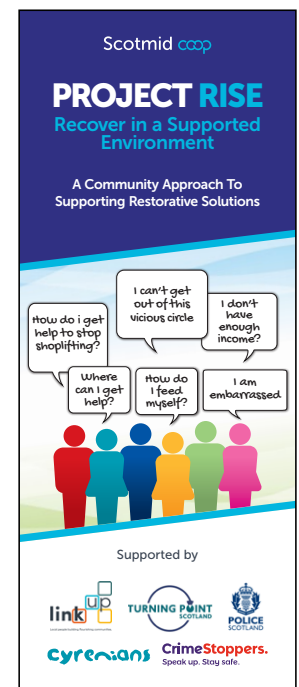 Scotmid coop
PROJECT RISE
Recover in a Supported
Environment
A Community Approach To
Supporting Restorative Solutions
I can't get
out of this
vicious circle
I don't
have
enough
income?
How do i get
help to stop
shoplifting?
Where
can I get
help?
How do
I feed
myself?
I am
embarrassed
Supported by
link up
TURNING POINT
SCOTLAND
POLICE
SCOTLAND
cyrenians
CrimeStoppers.
Speak up. Stay safe.